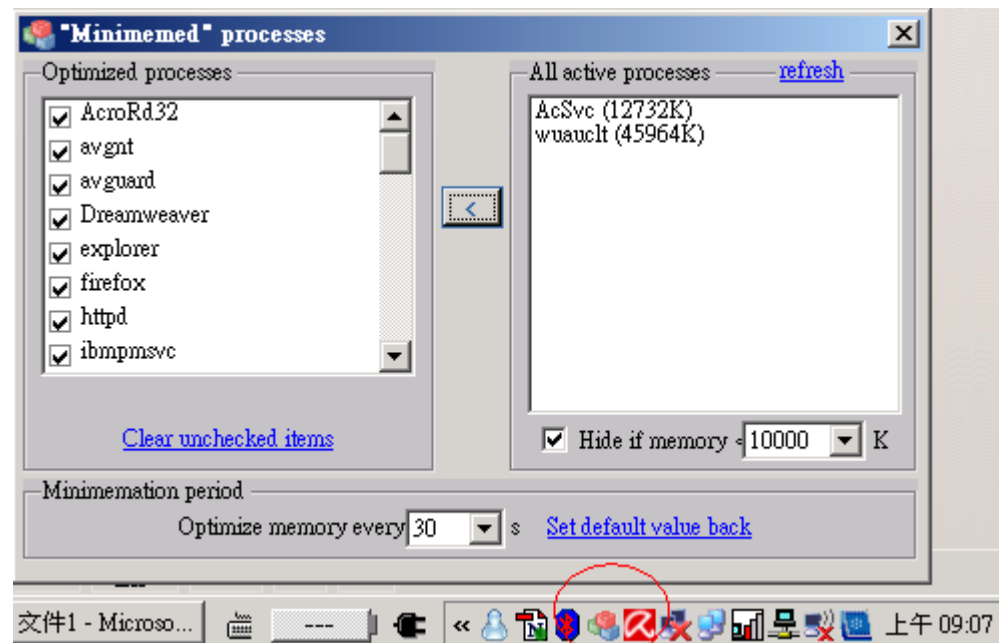 "Minimemed" processes
Optimized processes
AcroRd32
avgnt
avguard
Dreamweaver
explorer
firefox
httpd
ibmpmsvc
Clear unchecked items
<
All active processes
refresh
AcSvc (12732K)
wuauclt (45964K)
Hide if memory < 10000 K
Minimemation period
Optimize memory every 30 s
Set default value back
文件1 - Microso...
---
«
N
上午 09:07